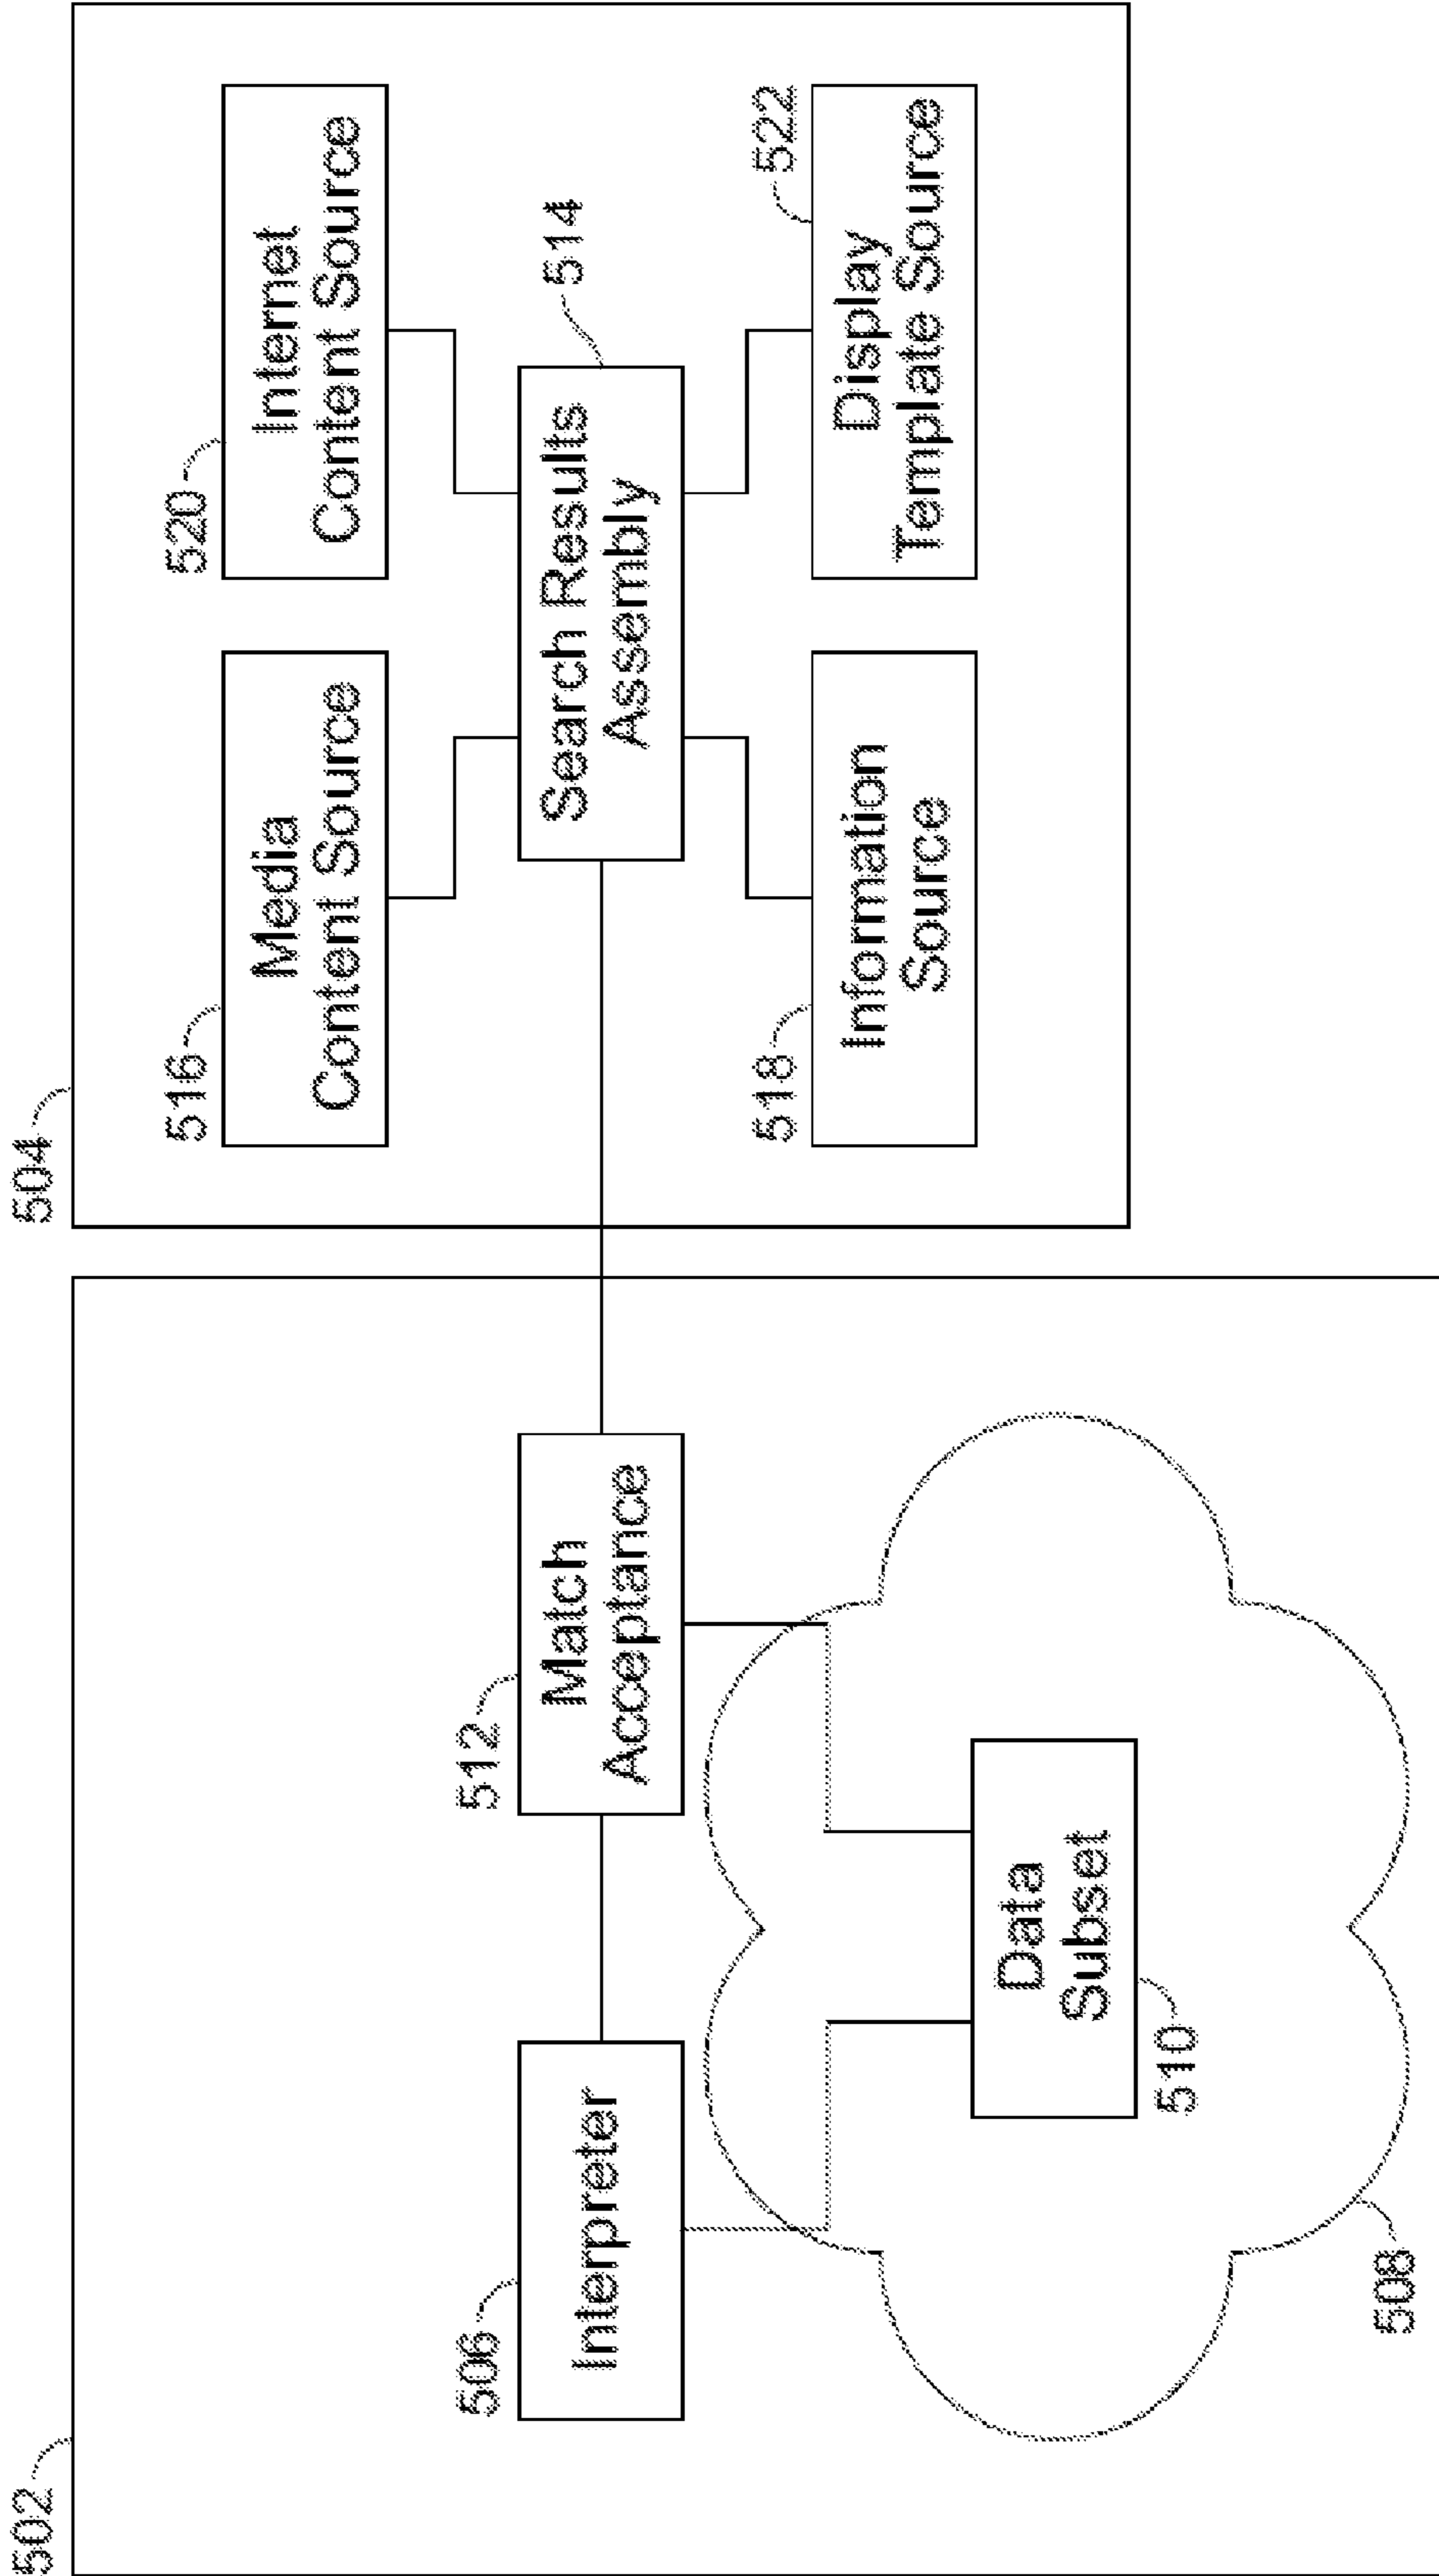 502
504
506
Interpreter
512
Match
Acceptance
508
510
Data
Subset
516
Media
Content Source
520
Internet
Content Source
514
Search Results
Assembly
518
Information
Source
522
Display
Template Source